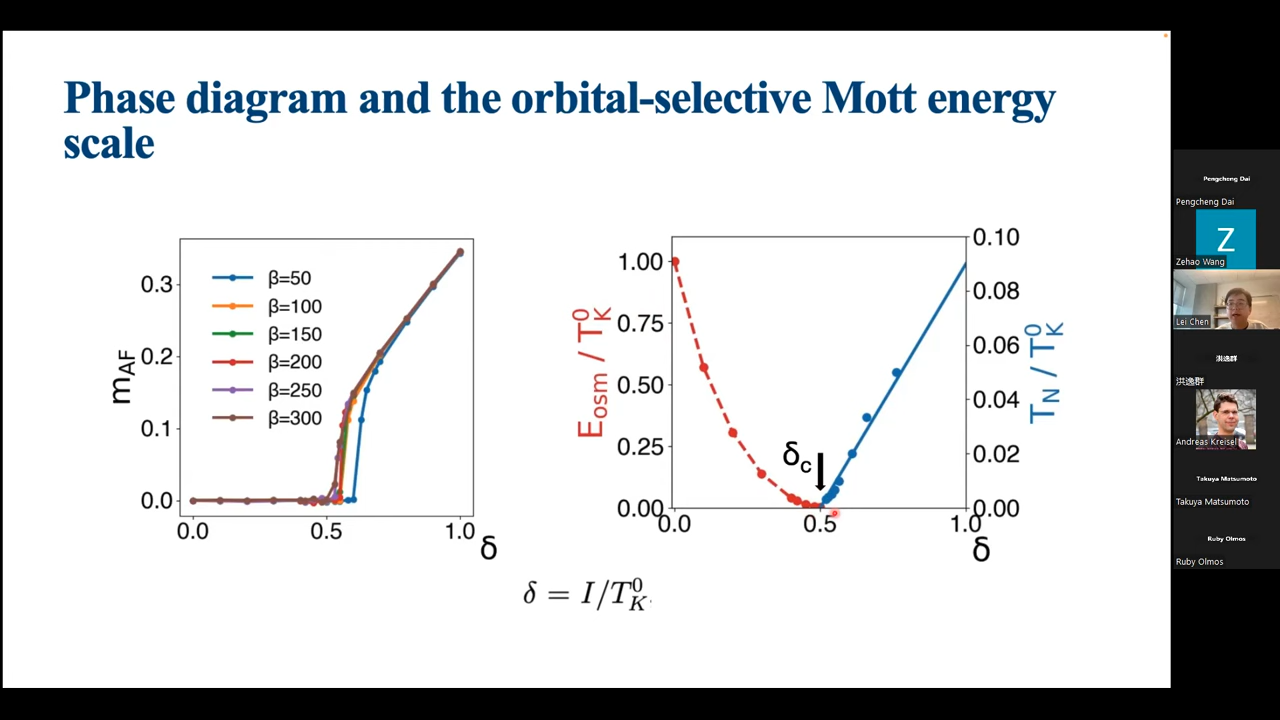 Phase diagram and the orbital-selective Mott energy
scale
m_AF
0.3
0.2
0.1
0.0
β=50
β=100
β=150
β=200
β=250
β=300
0.0
0.5
1.0
δ
E_osm / T_K^0
1.00
0.75
0.50
0.25
0.00
δ_c
0.0
0.5
1.0
δ
0.10
0.08
0.06
0.04
0.02
0.00
T_N / T_K^0
δ = I/T_K^0.
Pengcheng Dai
Pengcheng Dai
Z
Zehao Wang
Lei Chen
洪逸群
洪逸群
Andreas Kreisel
Takuya Matsumoto
Takuya Matsumoto
Ruby Olmos
Ruby Olmos